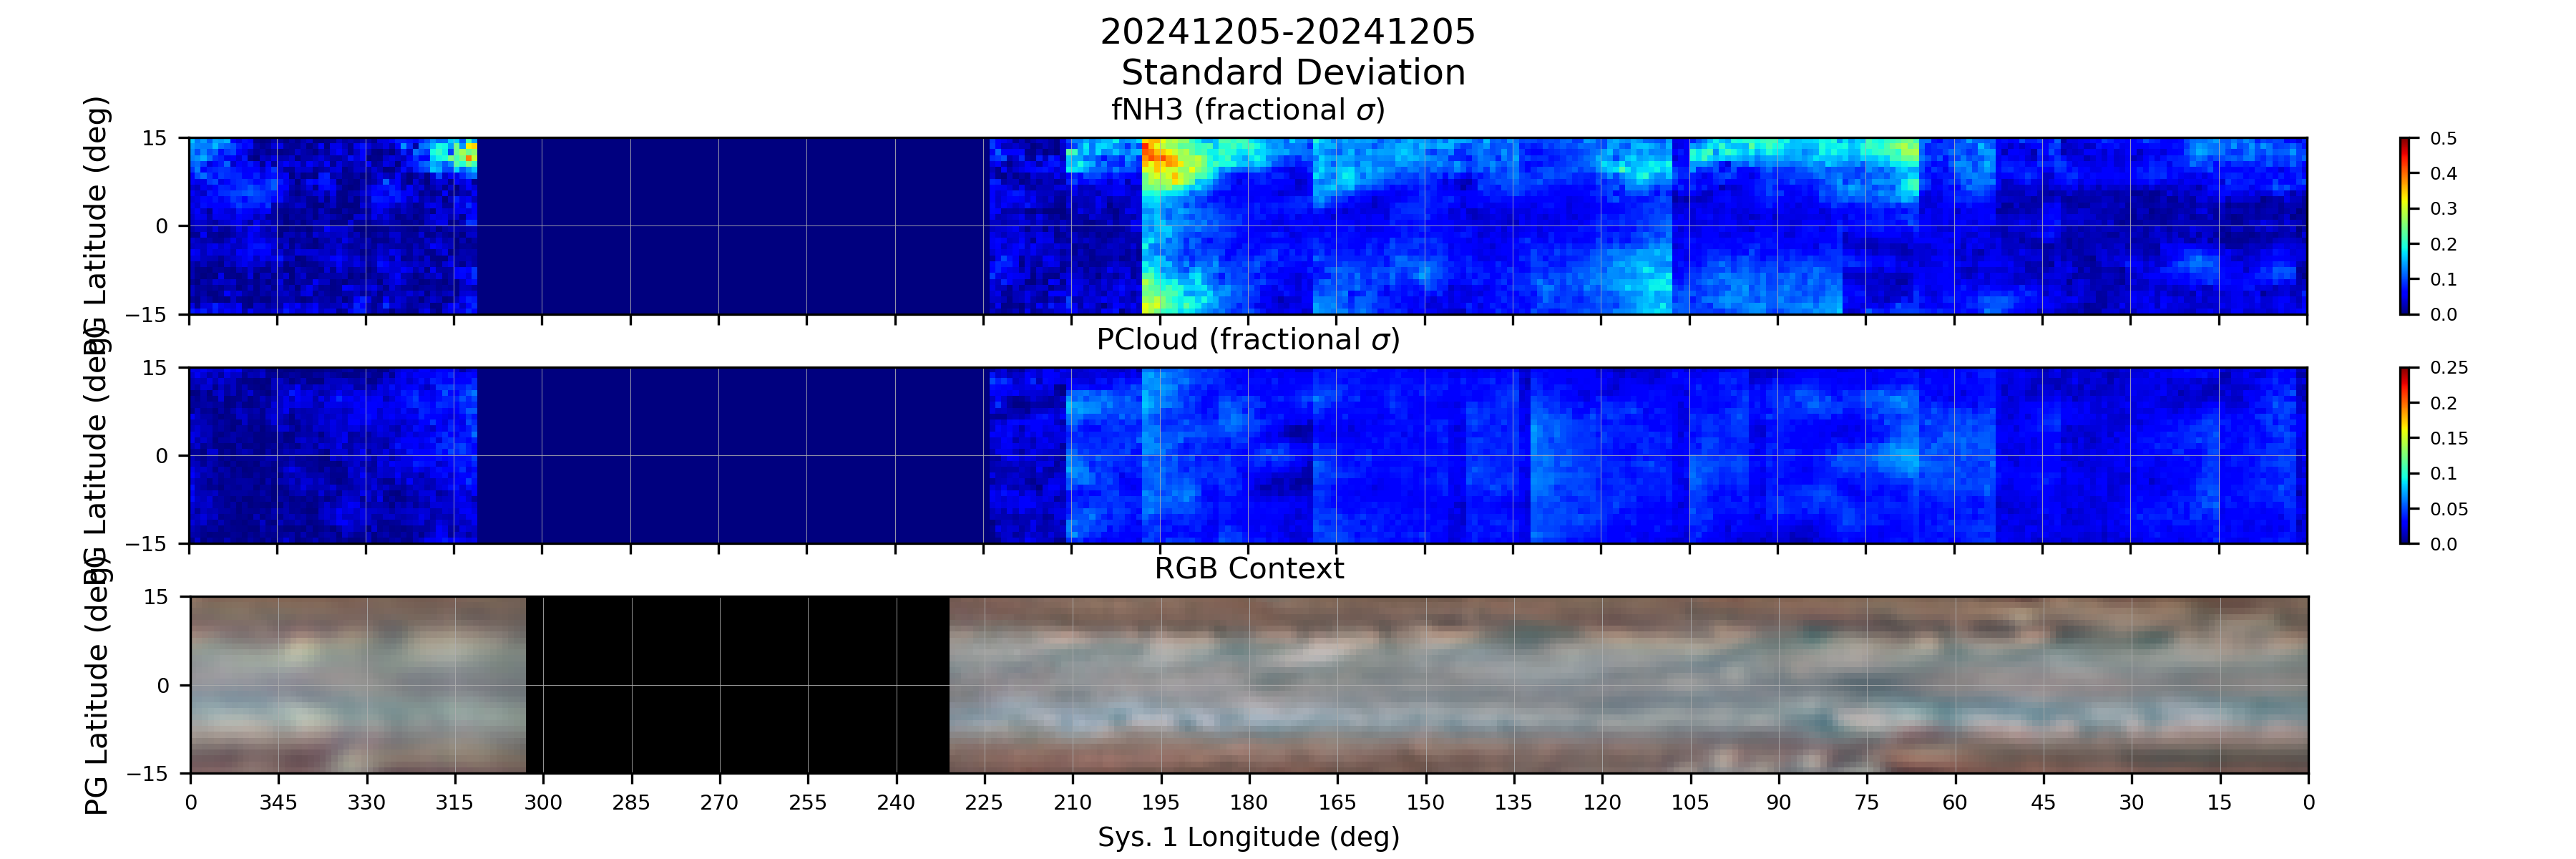 20241205-20241205
Standard Deviation
fNH3 (fractional σ)
PG Latitude (deg)
15
0
−15
0.5
0.4
0.3
0.2
0.1
0.0
PCloud (fractional σ)
PG Latitude (deg)
15
0
−15
0.25
0.2
0.15
0.1
0.05
0.0
RGB Context
PG Latitude (deg)
15
0
−15
0 345 330 315 300 285 270 255 240 225 210 195 180 165 150 135 120 105 90 75 60 45 30 15 0
Sys. 1 Longitude (deg)